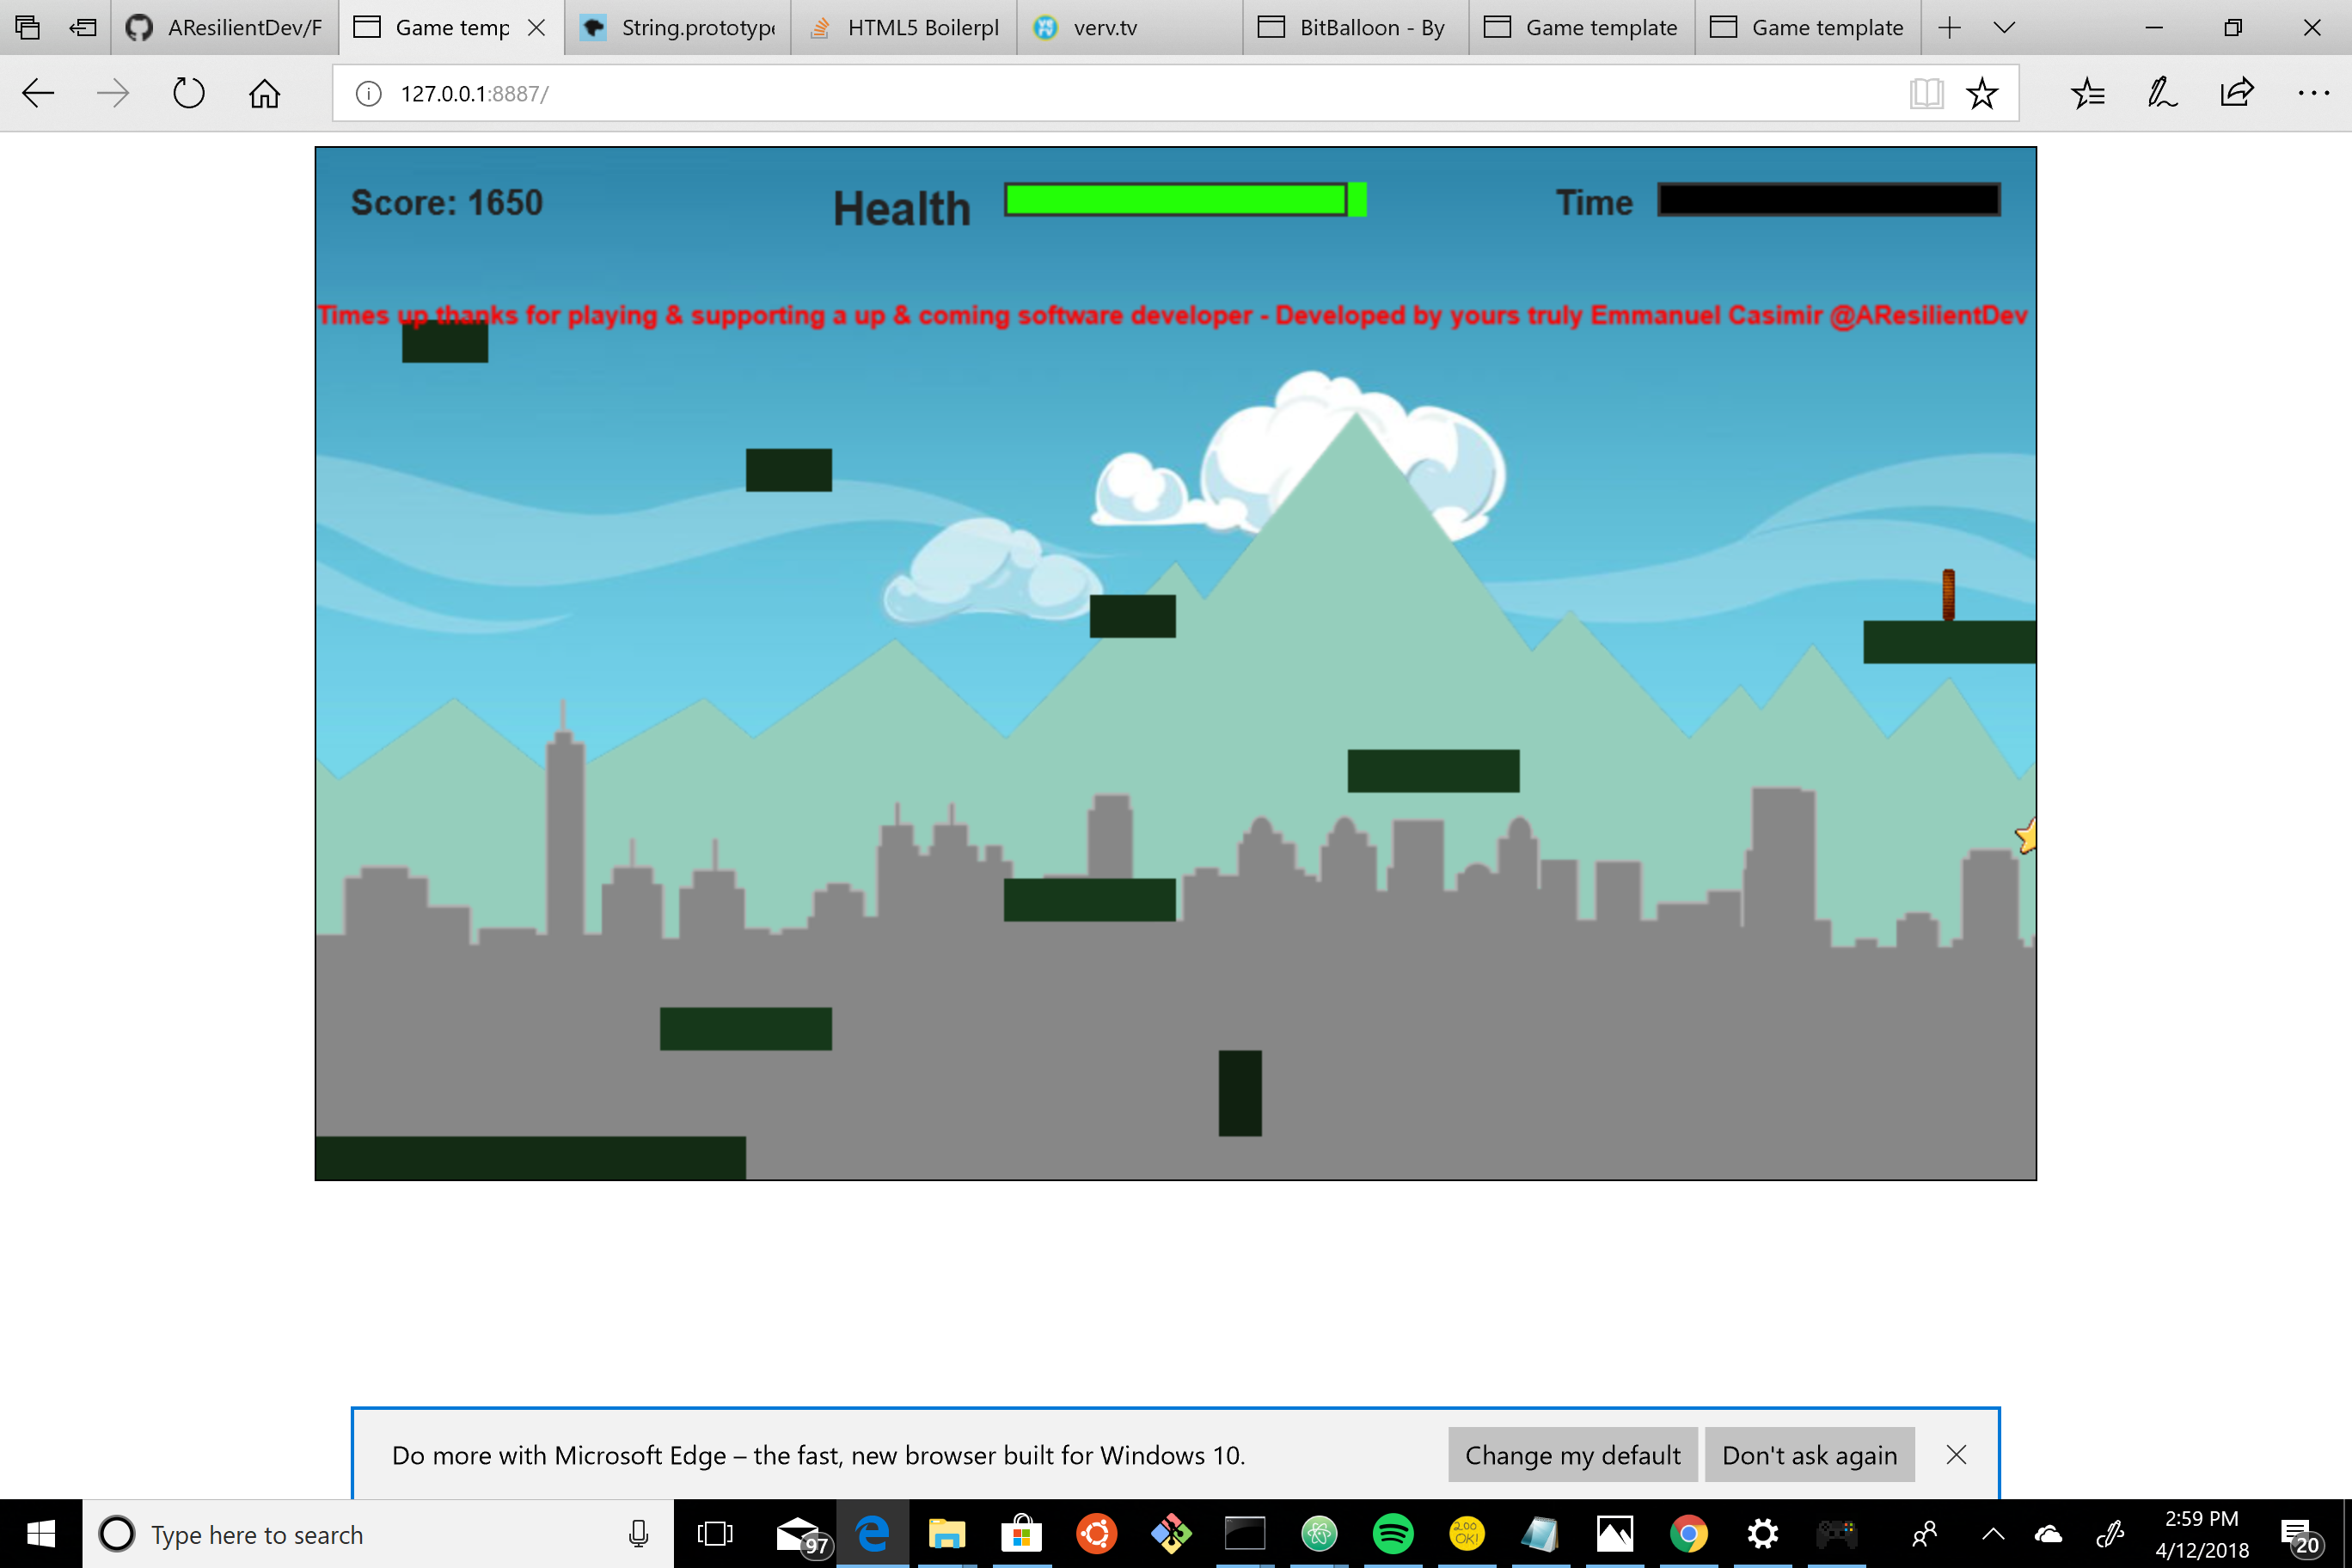 AResilientDev/F
Game temp
String.prototype
HTML5 Boilerpl
verv.tv
BitBalloon - By
Game template
Game template
127.0.0.1:8887/
Score: 1650
Health
Time
Times up thanks for playing & supporting a up & coming software developer - Developed by yours truly Emmanuel Casimir @AResilientDev
Do more with Microsoft Edge – the fast, new browser built for Windows 10.
Change my default
Don't ask again
Type here to search
97
200
OK!
2:59 PM
4/12/2018
20